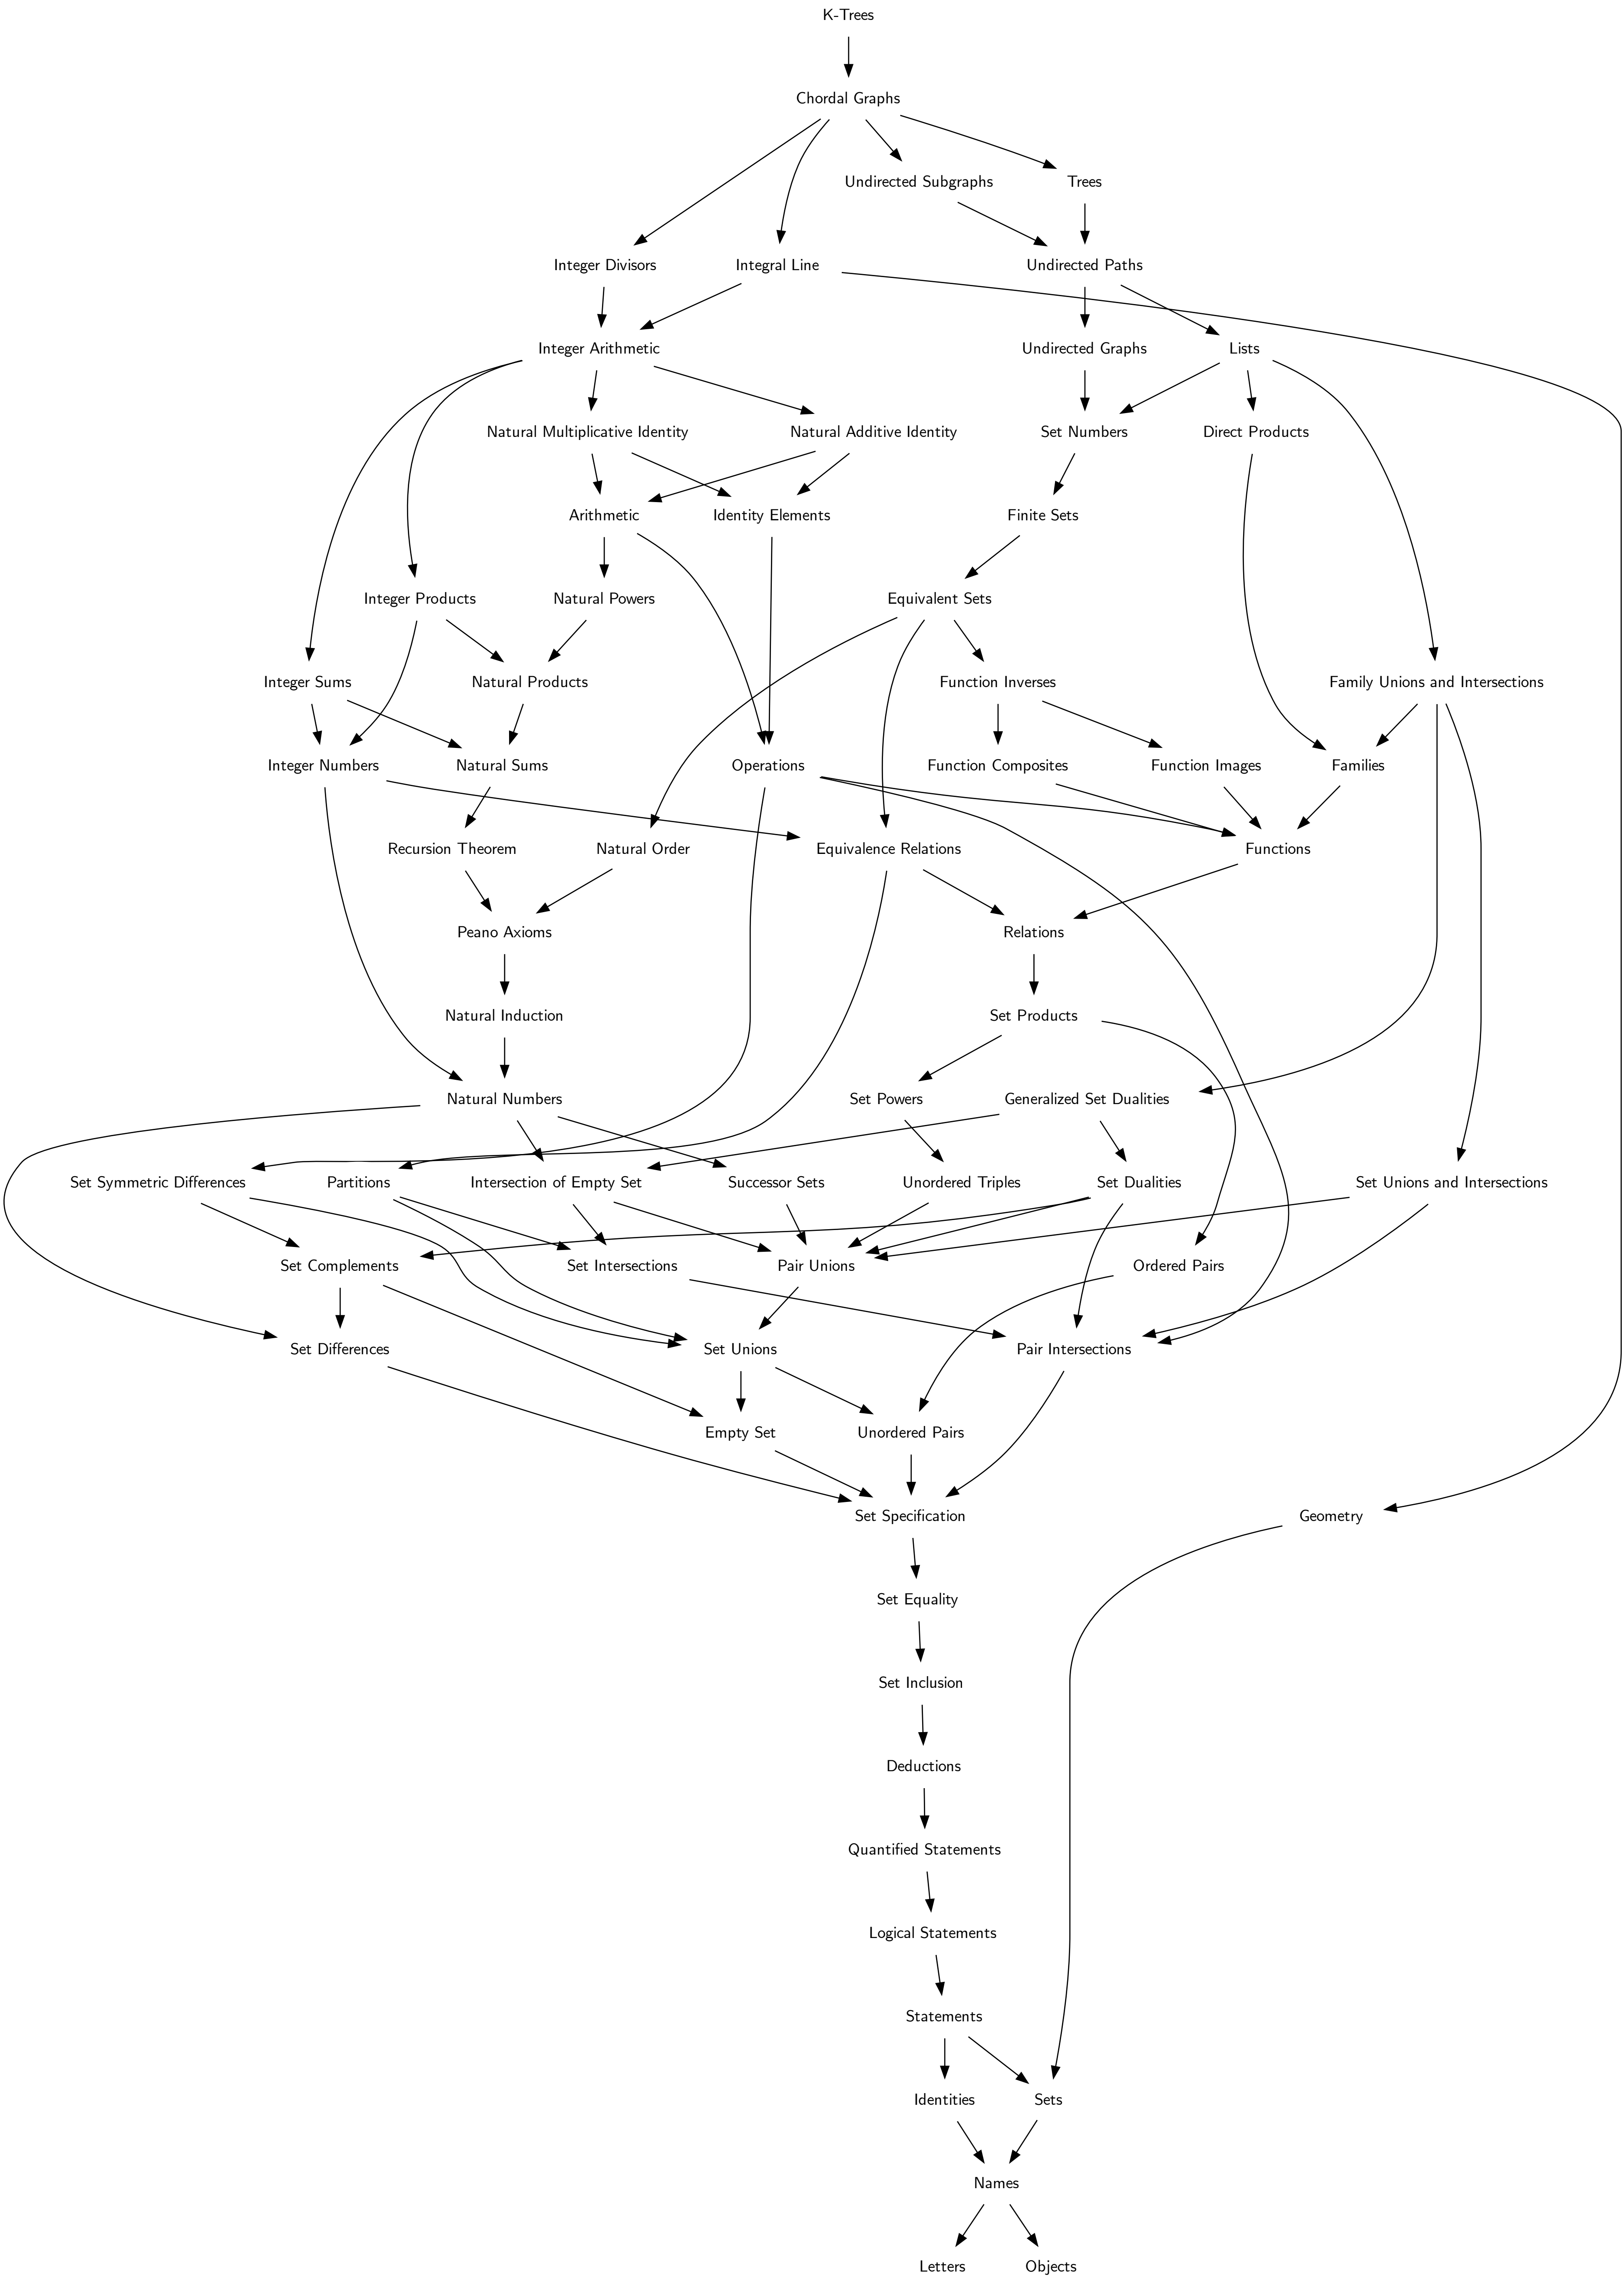 K-Trees
Chordal Graphs
Undirected Subgraphs
Trees
Integer Divisors
Integral Line
Undirected Paths
Integer Arithmetic
Undirected Graphs
Lists
Natural Multiplicative Identity
Natural Additive Identity
Set Numbers
Direct Products
Arithmetic
Identity Elements
Finite Sets
Integer Products
Natural Powers
Equivalent Sets
Integer Sums
Natural Products
Function Inverses
Family Unions and Intersections
Integer Numbers
Natural Sums
Operations
Function Composites
Function Images
Families
Recursion Theorem
Natural Order
Equivalence Relations
Functions
Peano Axioms
Relations
Natural Induction
Set Products
Natural Numbers
Set Powers
Generalized Set Dualities
Set Symmetric Differences
Partitions
Intersection of Empty Set
Successor Sets
Unordered Triples
Set Dualities
Set Unions and Intersections
Set Complements
Set Intersections
Pair Unions
Ordered Pairs
Set Differences
Set Unions
Pair Intersections
Empty Set
Unordered Pairs
Set Specification
Geometry
Set Equality
Set Inclusion
Deductions
Quantified Statements
Logical Statements
Statements
Identities
Sets
Names
Letters
Objects